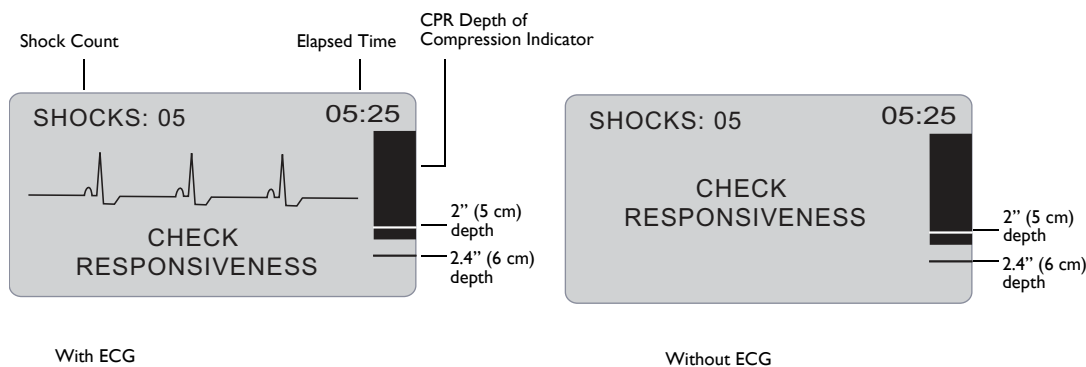 Shock Count
Elapsed Time
CPR Depth of
Compression Indicator
SHOCKS: 05
05:25
CHECK
RESPONSIVENESS
2” (5 cm)
depth
2.4” (6 cm)
depth
With ECG
SHOCKS: 05
05:25
CHECK
RESPONSIVENESS
2” (5 cm)
depth
2.4” (6 cm)
depth
Without ECG